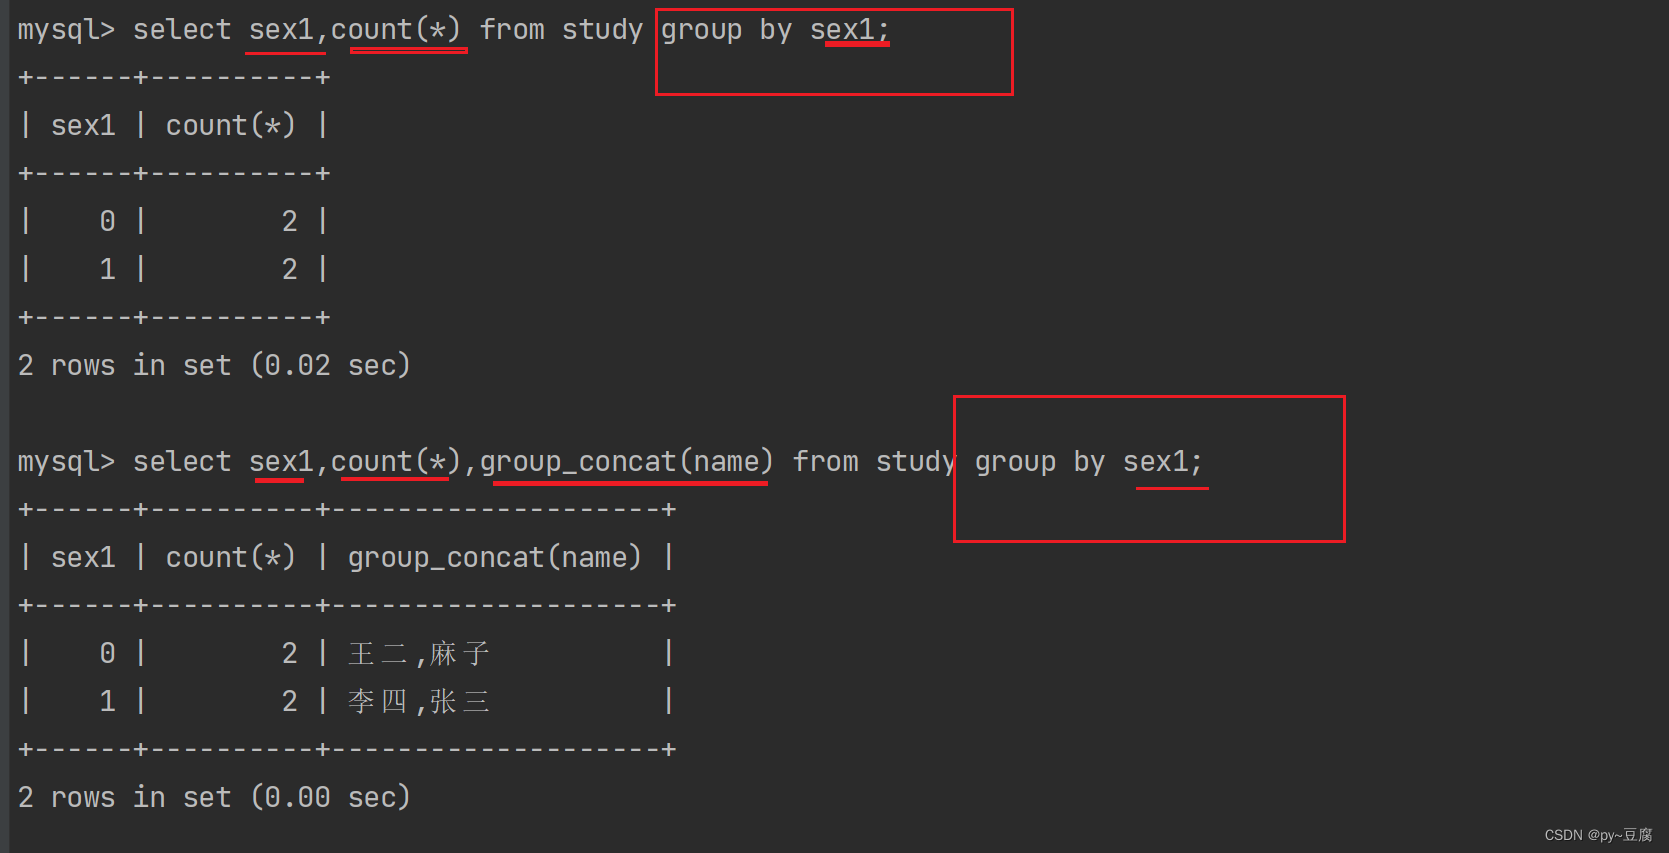 mysql> select sex1,count(*) from study group by sex1;
+------+----------+
| sex1 | count(*) |
+------+----------+
|    0 |        2 |
|    1 |        2 |
+------+----------+
2 rows in set (0.02 sec)
mysql> select sex1,count(*),group_concat(name) from study group by sex1;
+------+----------+--------------------+
| sex1 | count(*) | group_concat(name) |
+------+----------+--------------------+
|    0 |        2 | 王二,麻子          |
|    1 |        2 | 李四,张三          |
+------+----------+--------------------+
2 rows in set (0.00 sec)
CSDN @py~豆腐